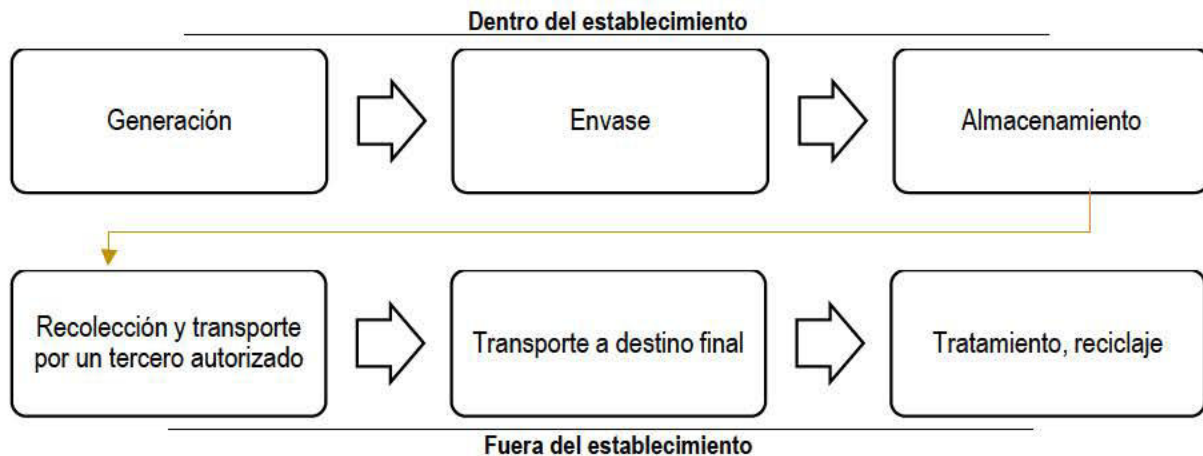 Dentro del establecimiento
Generación
Envase
Almacenamiento
Recolección y transporte
por un tercero autorizado
Transporte a destino final
Tratamiento, reciclaje
Fuera del establecimiento